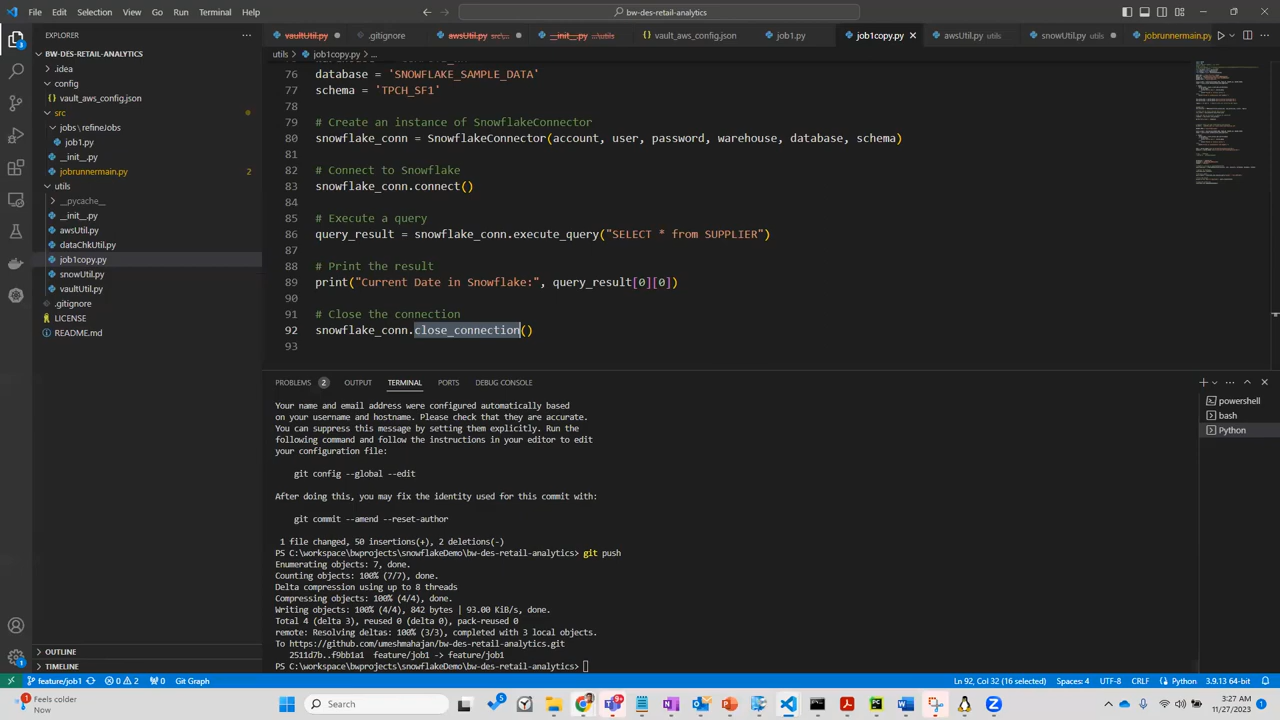 File Edit Selection View Go Run Terminal Help
bw-des-retail-analytics
EXPLORER
BW-DES-RETAIL-ANALYTICS
.idea
config
vault_aws_config.json
src
jobs\refineJobs
job1.py
__init__.py
jobrunnermain.py 2
utils
__pycache__
__init__.py
awsUtil.py
dataChkUtil.py
job1copy.py
snowUtil.py
vaultUtil.py
.gitignore
LICENSE
README.md
OUTLINE
TIMELINE
vaultUtil.py .gitignore awsUtil.py src\... __init__.py ...\utils vault_aws_config.json job1.py job1copy.py awsUtil.py utils snowUtil.py utils jobrunnermain.py
utils > job1copy.py > ...
76 database = 'SNOWFLAKE_SAMPLE_DATA'
77 schema = 'TPCH_SF1'
78
79 # Create an instance of SnowflakeConnector
80 snowflake_conn = snowflakeConnector(account, user, password, warehouse, database, schema)
81
82 # Connect to Snowflake
83 snowflake_conn.connect()
84
85 # Execute a query
86 query_result = snowflake_conn.execute_query("SELECT * from SUPPLIER")
87
88 # Print the result
89 print("Current Date in Snowflake:", query_result[0][0])
90
91 # Close the connection
92 snowflake_conn.close_connection()
93
PROBLEMS 2 OUTPUT TERMINAL PORTS DEBUG CONSOLE
Your name and email address were configured automatically based
on your username and hostname. Please check that they are accurate.
You can suppress this message by setting them explicitly. Run the
following command and follow the instructions in your editor to edit
your configuration file:
git config --global --edit
After doing this, you may fix the identity used for this commit with:
git commit --amend --reset-author
1 file changed, 50 insertions(+), 2 deletions(-)
PS C:\workspace\bwprojects\snowflakeDemo\bw-des-retail-analytics> git push
Enumerating objects: 7, done.
Counting objects: 100% (7/7), done.
Delta compression using up to 8 threads
Compressing objects: 100% (4/4), done.
Writing objects: 100% (4/4), 842 bytes | 93.00 KiB/s, done.
Total 4 (delta 3), reused 0 (delta 0), pack-reused 0
remote: Resolving deltas: 100% (3/3), completed with 3 local objects.
To https://github.com/umeshmahajan/bw-des-retail-analytics.git
2511d7b..f9bb1a1 feature/job1 -> feature/job1
PS C:\workspace\bwprojects\snowflakeDemo\bw-des-retail-analytics>
powershell
bash
Python
feature/job1 0 2 0 Git Graph Ln 92, Col 32 (16 selected) Spaces: 4 UTF-8 CRLF Python 3.9.13 64-bit
Feels colder
Now
Search
3:27 AM
11/27/2023